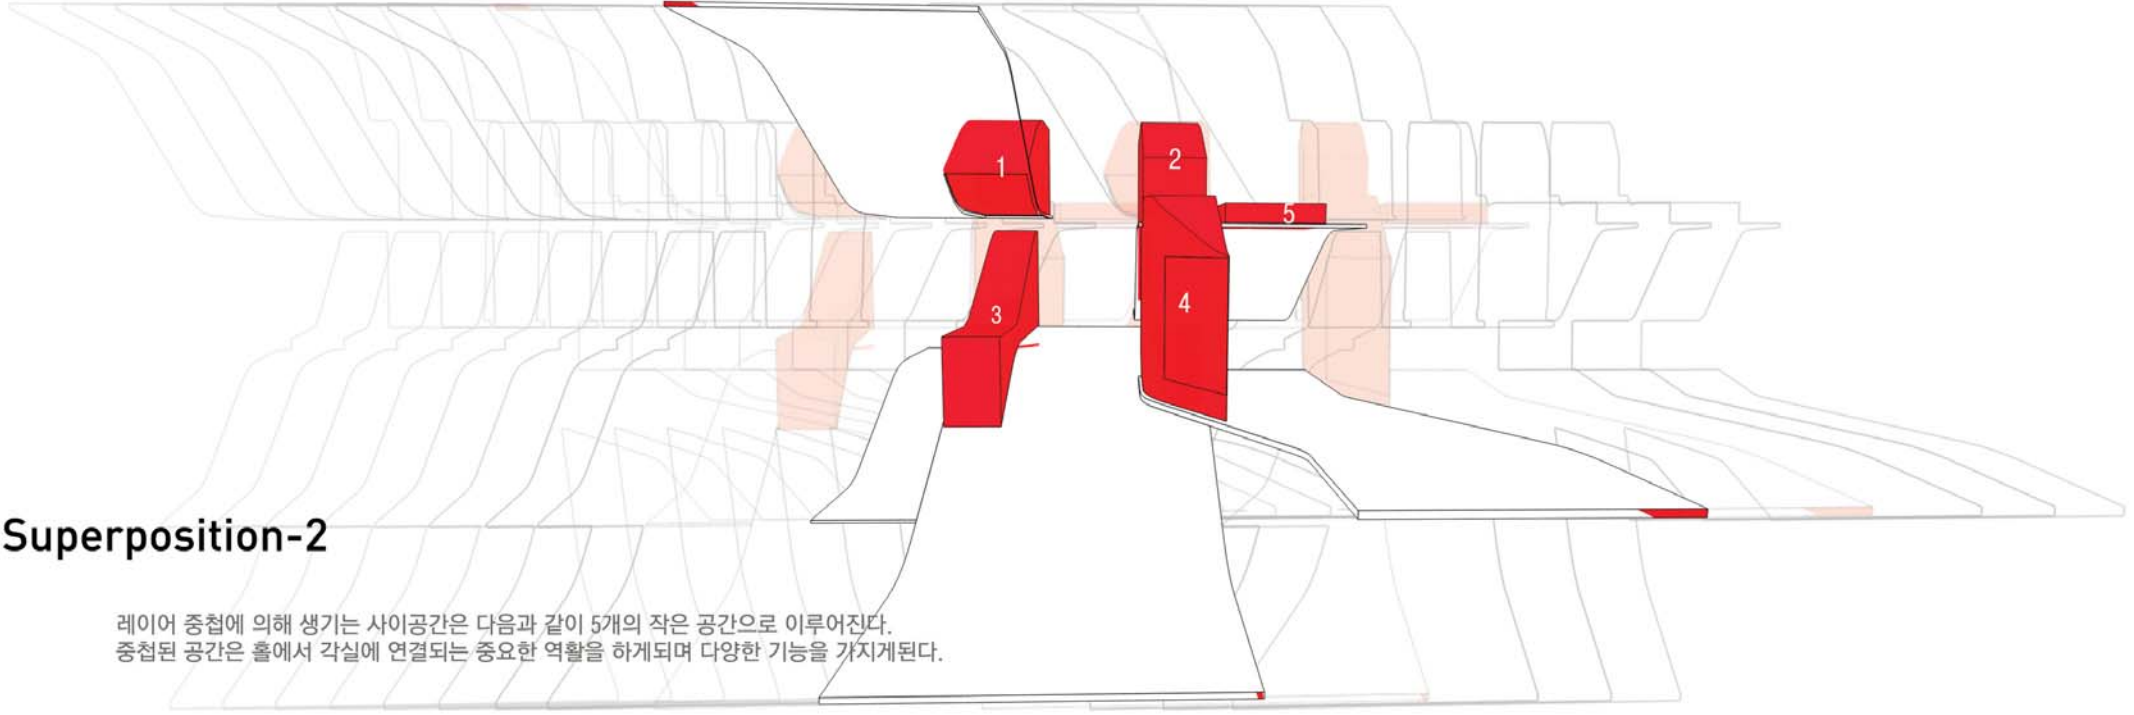 1
2
5
3
4
Superposition-2
레이어 중첩에 의해 생기는 사이공간은 다음과 같이 5개의 작은 공간으로 이루어진다.
중첩된 공간은 홀에서 각실에 연결되는 중요한 역활을 하게되며 다양한 기능을 가지게된다.